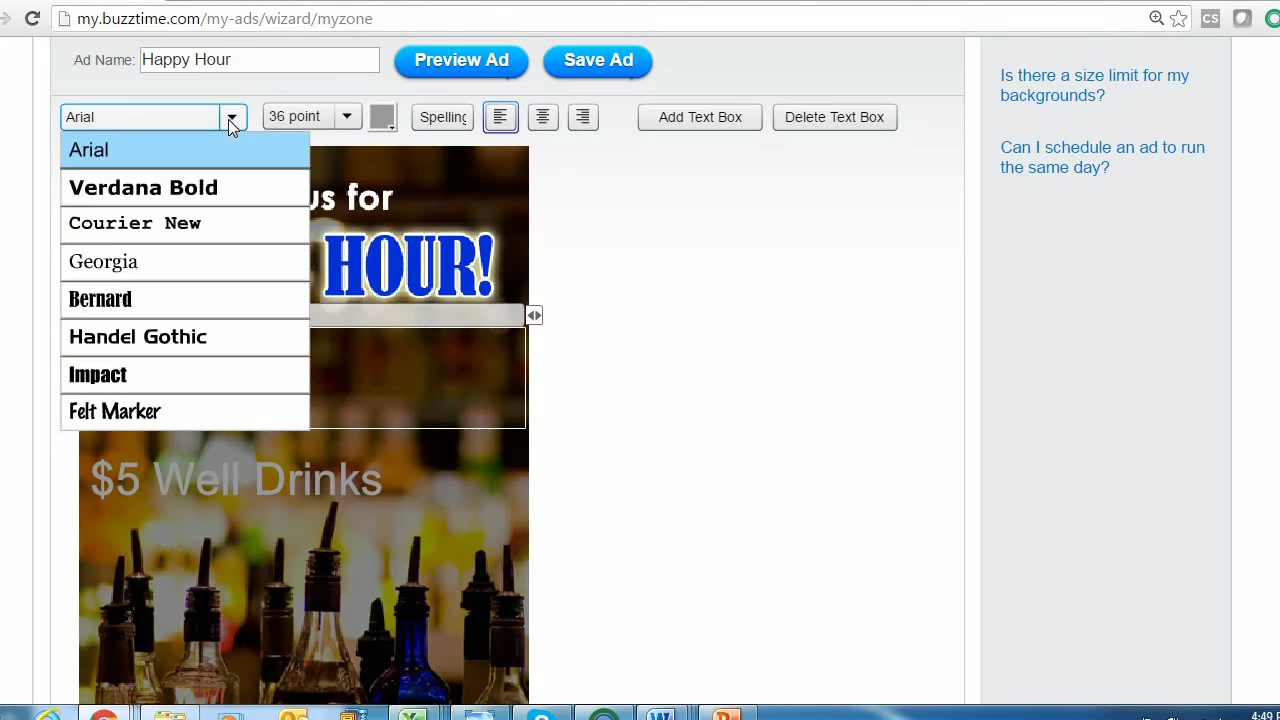 my.buzztime.com/my-ads/wizard/myzone
CS
Ad Name: Happy Hour
Preview Ad
Save Ad
Arial
36 point
Spelling
Add Text Box
Delete Text Box
Arial
Verdana Bold
Courier New
Georgia
Bernard
Handel Gothic
Impact
Felt Marker
us for
HOUR!
$5 Well Drinks
Is there a size limit for my
backgrounds?
Can I schedule an ad to run
the same day?